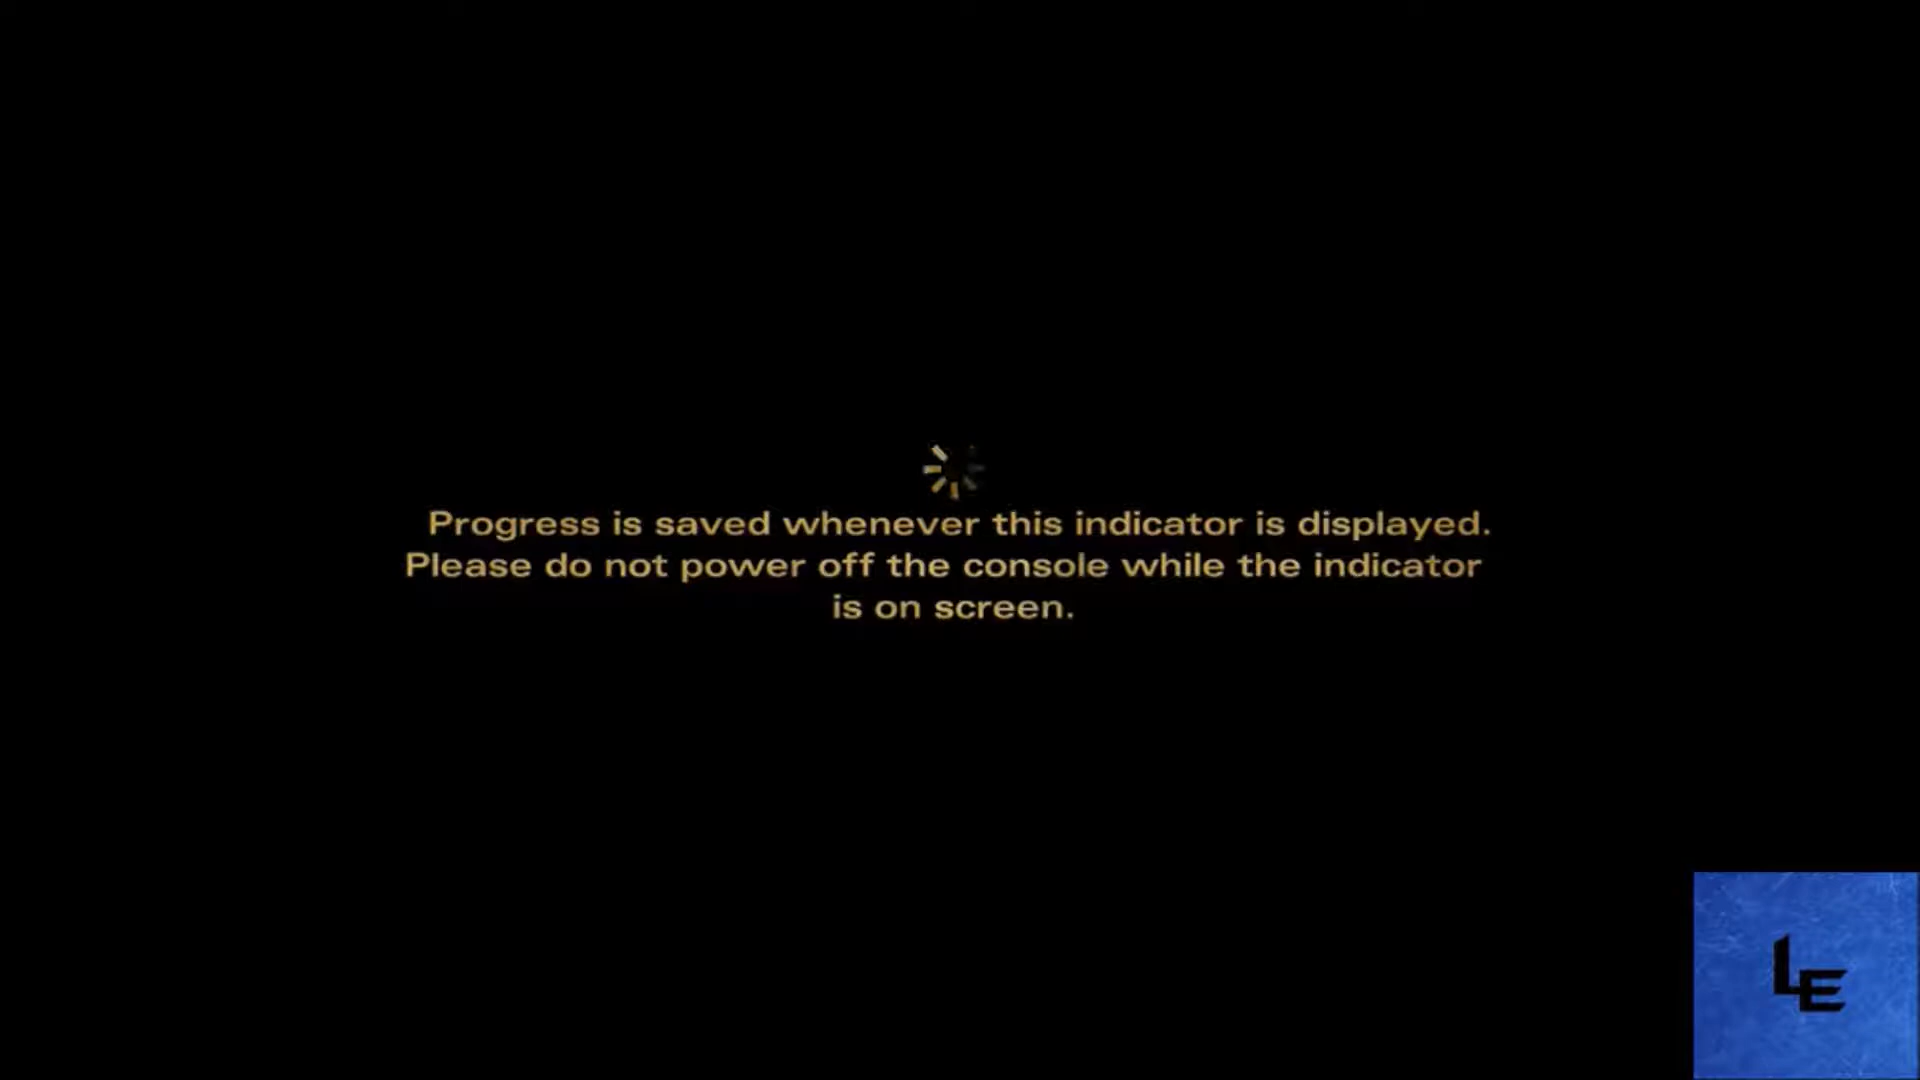 Progress is saved whenever this indicator is displayed.
Please do not power off the console while the indicator
is on screen.
LE